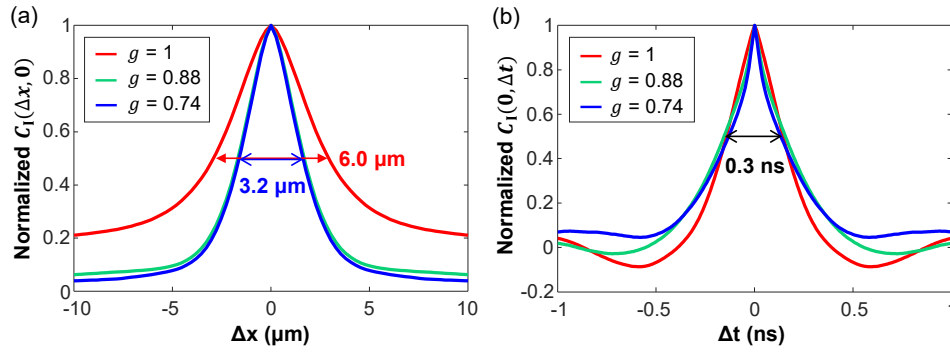 (a)
Normalized C₁(Δx, 0)
1
0.8
0.6
0.4
0.2
0
g = 1
g = 0.88
g = 0.74
6.0 µm
3.2 µm
-10
-5
0
5
10
Δx (µm)
(b)
Normalized C₁(0, Δt)
1
0.8
0.6
0.4
0.2
0
-0.2
g = 1
g = 0.88
g = 0.74
0.3 ns
-1
-0.5
0
0.5
1
Δt (ns)